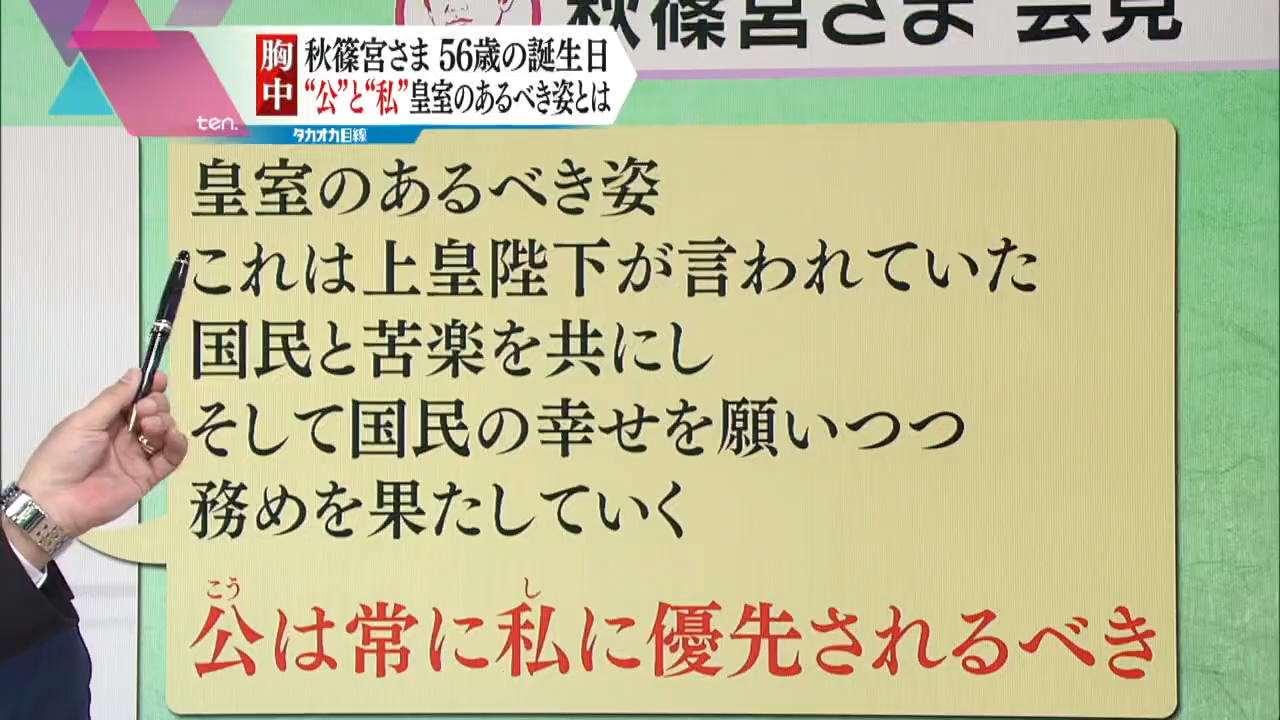 秋篠宮さま 会見
胸中
秋篠宮さま 56歳の誕生日
“公”と“私”皇室のあるべき姿とは
ten.
タカオカ目線
皇室のあるべき姿
これは上皇陛下が言われていた
国民と苦楽を共にし
そして国民の幸せを願いつつ
務めを果たしていく
こう し
公は常に私に優先されるべき